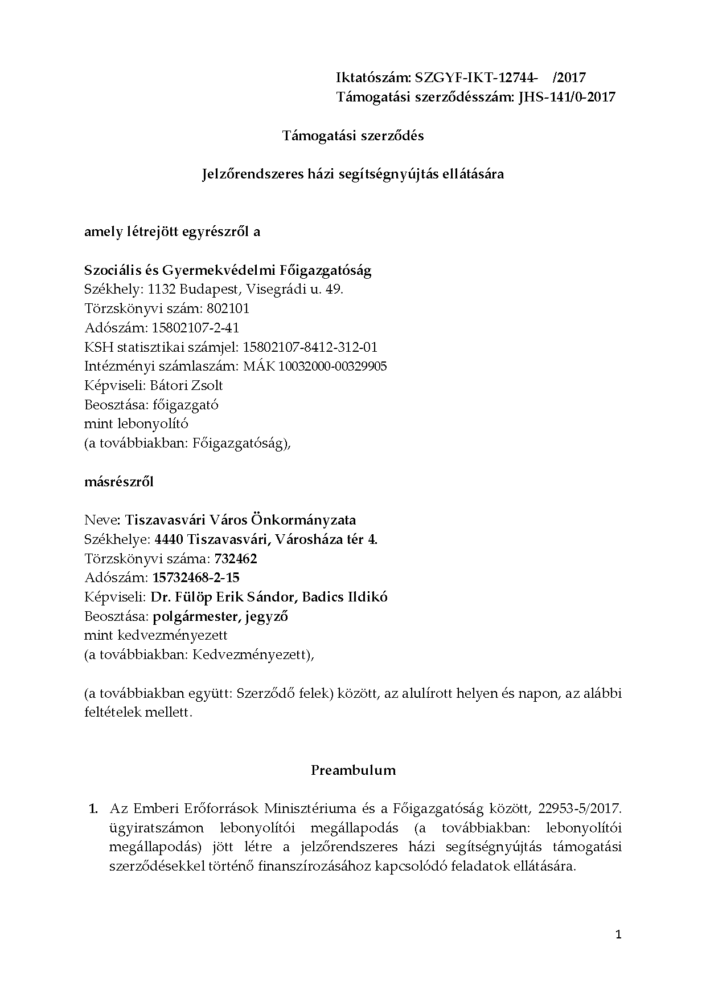 Iktatószám: SZGYF-IKT-12744-    /2017
Támogatási szerződésszám: JHS-141/0-2017
Támogatási szerződés
Jelzőrendszeres házi segítségnyújtás ellátására
amely létrejött egyrészről a
Szociális és Gyermekvédelmi Főigazgatóság
Székhely: 1132 Budapest, Visegrádi u. 49.
Törzskönyvi szám: 802101
Adószám: 15802107-2-41
KSH statisztikai számjel: 15802107-8412-312-01
Intézményi számlaszám: MÁK 10032000-00329905
Képviseli: Bátori Zsolt
Beosztása: főigazgató
mint lebonyolító
(a továbbiakban: Főigazgatóság),
másrészről
Neve: Tiszavasvári Város Önkormányzata
Székhelye: 4440 Tiszavasvári, Városháza tér 4.
Törzskönyvi száma: 732462
Adószám: 15732468-2-15
Képviseli: Dr. Fülöp Erik Sándor, Badics Ildikó
Beosztása: polgármester, jegyző
mint kedvezményezett
(a továbbiakban: Kedvezményezett),
(a továbbiakban együtt: Szerződő felek) között, az alulírott helyen és napon, az alábbi
feltételek mellett.
Preambulum
1. Az Emberi Erőforrások Minisztériuma és a Főigazgatóság között, 22953-5/2017.
ügyiratszámon lebonyolítói megállapodás (a továbbiakban: lebonyolítói
megállapodás) jött létre a jelzőrendszeres házi segítségnyújtás támogatási
szerződésekkel történő finanszírozásához kapcsolódó feladatok ellátására.
1